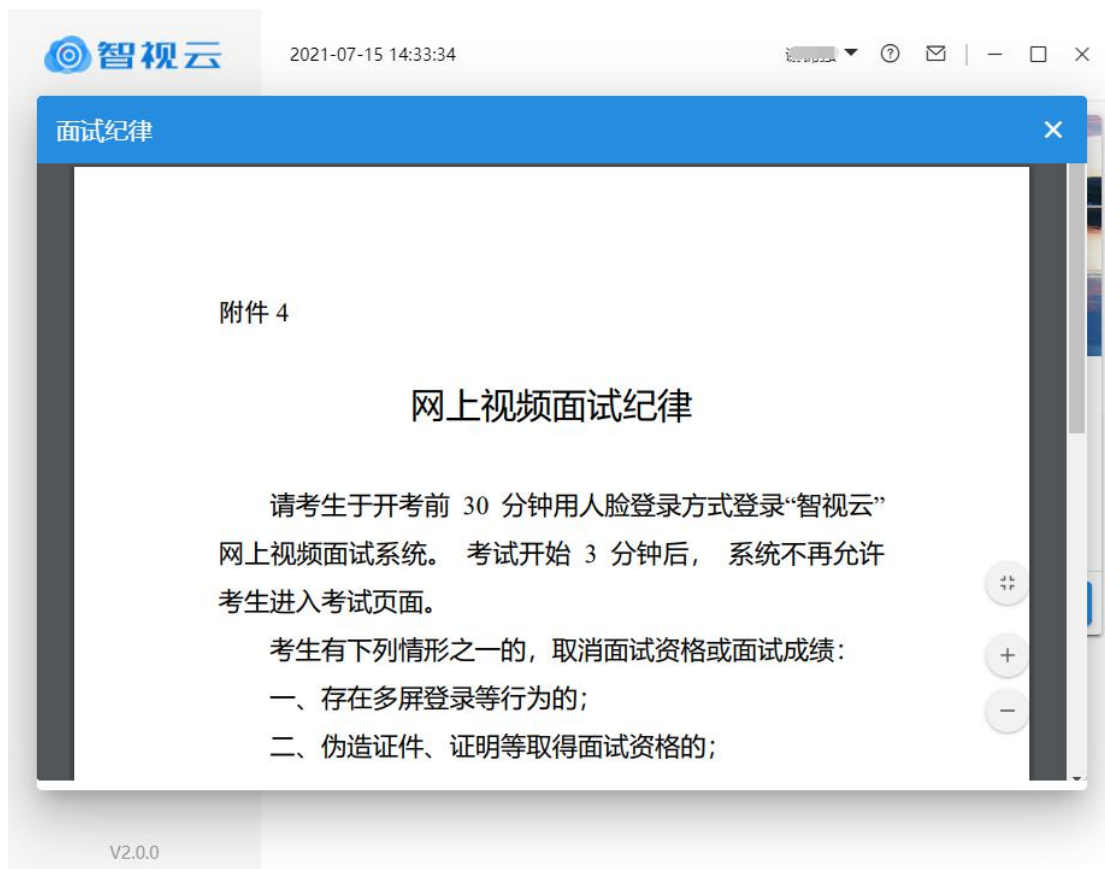 智视云
2021-07-15 14:33:34
面试纪律
附件 4
网上视频面试纪律
请考生于开考前 30 分钟用人脸登录方式登录“智视云”
网上视频面试系统。 考试开始 3 分钟后， 系统不再允许
考生进入考试页面。
考生有下列情形之一的，取消面试资格或面试成绩：
一、存在多屏登录等行为的；
二、伪造证件、证明等取得面试资格的；
V2.0.0